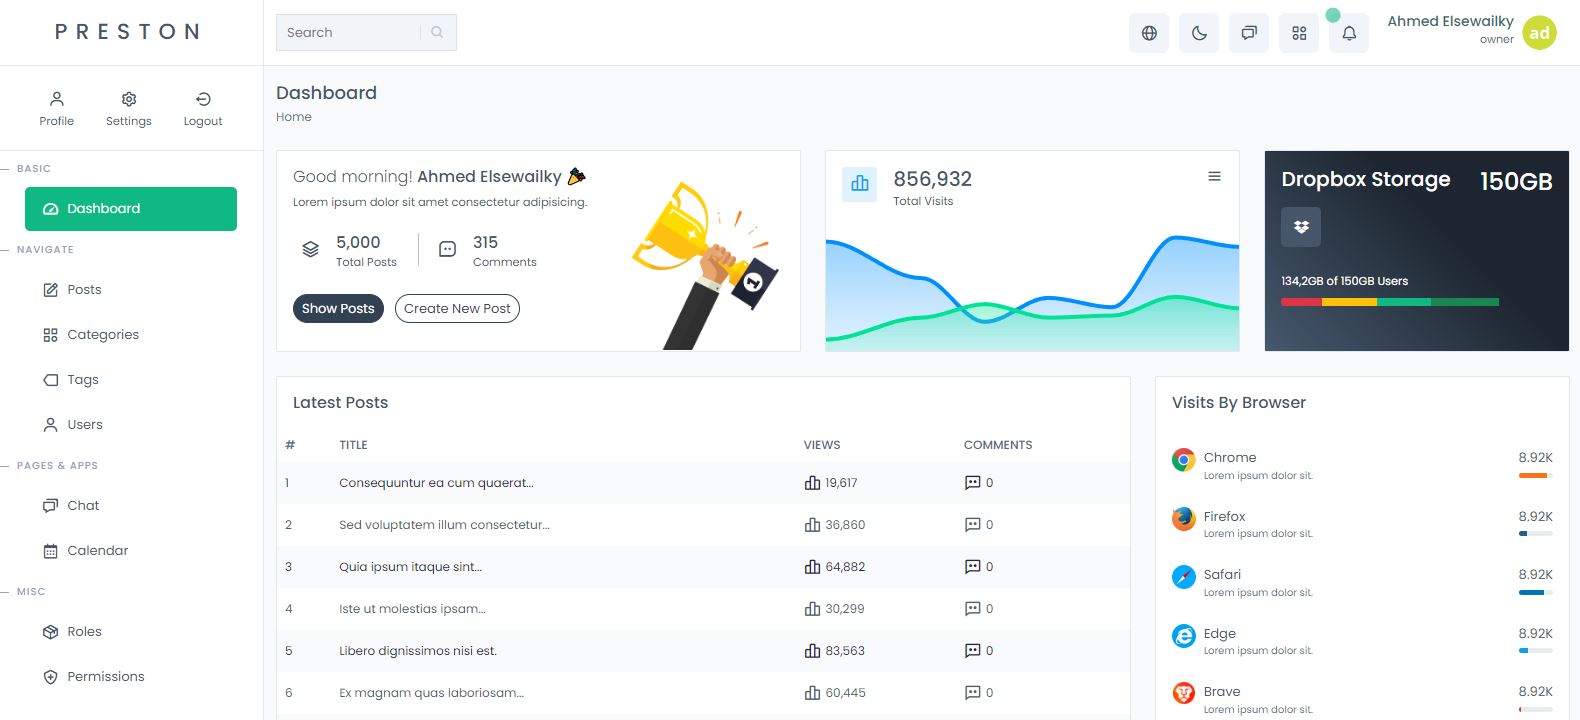 PRESTON
Search
Ahmed Elsewailky
owner
ad
Profile
Settings
Logout
BASIC
Dashboard
NAVIGATE
Posts
Categories
Tags
Users
PAGES & APPS
Chat
Calendar
MISC
Roles
Permissions
Dashboard
Home
Good morning! Ahmed Elsewailky
Lorem ipsum dolor sit amet consectetur adipisicing.
5,000
Total Posts
315
Comments
Show Posts
Create New Post
1
856,932
Total Visits
Dropbox Storage
150GB
134,2GB of 150GB Users
Latest Posts
# TITLE VIEWS COMMENTS
1 Consequuntur ea cum quaerat... 19,617 0
2 Sed voluptatem illum consectetur... 36,860 0
3 Quia ipsum itaque sint... 64,882 0
4 Iste ut molestias ipsam... 30,299 0
5 Libero dignissimos nisi est. 83,563 0
6 Ex magnam quas laboriosam... 60,445 0
Visits By Browser
Chrome 8.92K
Lorem ipsum dolor sit.
Firefox 8.92K
Lorem ipsum dolor sit.
Safari 8.92K
Lorem ipsum dolor sit.
Edge 8.92K
Lorem ipsum dolor sit.
Brave 8.92K
Lorem ipsum dolor sit.